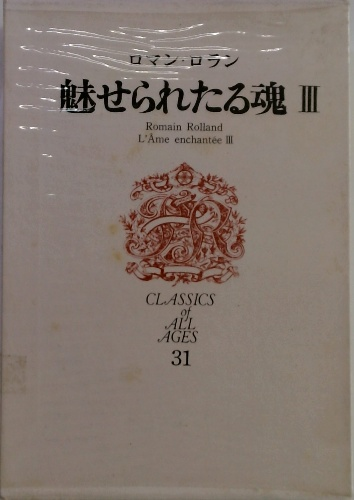 ロマン・ロラン
魅せられたる魂 III
Romain Rolland
L'Âme enchantée III
CLASSICS
of
ALL
AGES
31